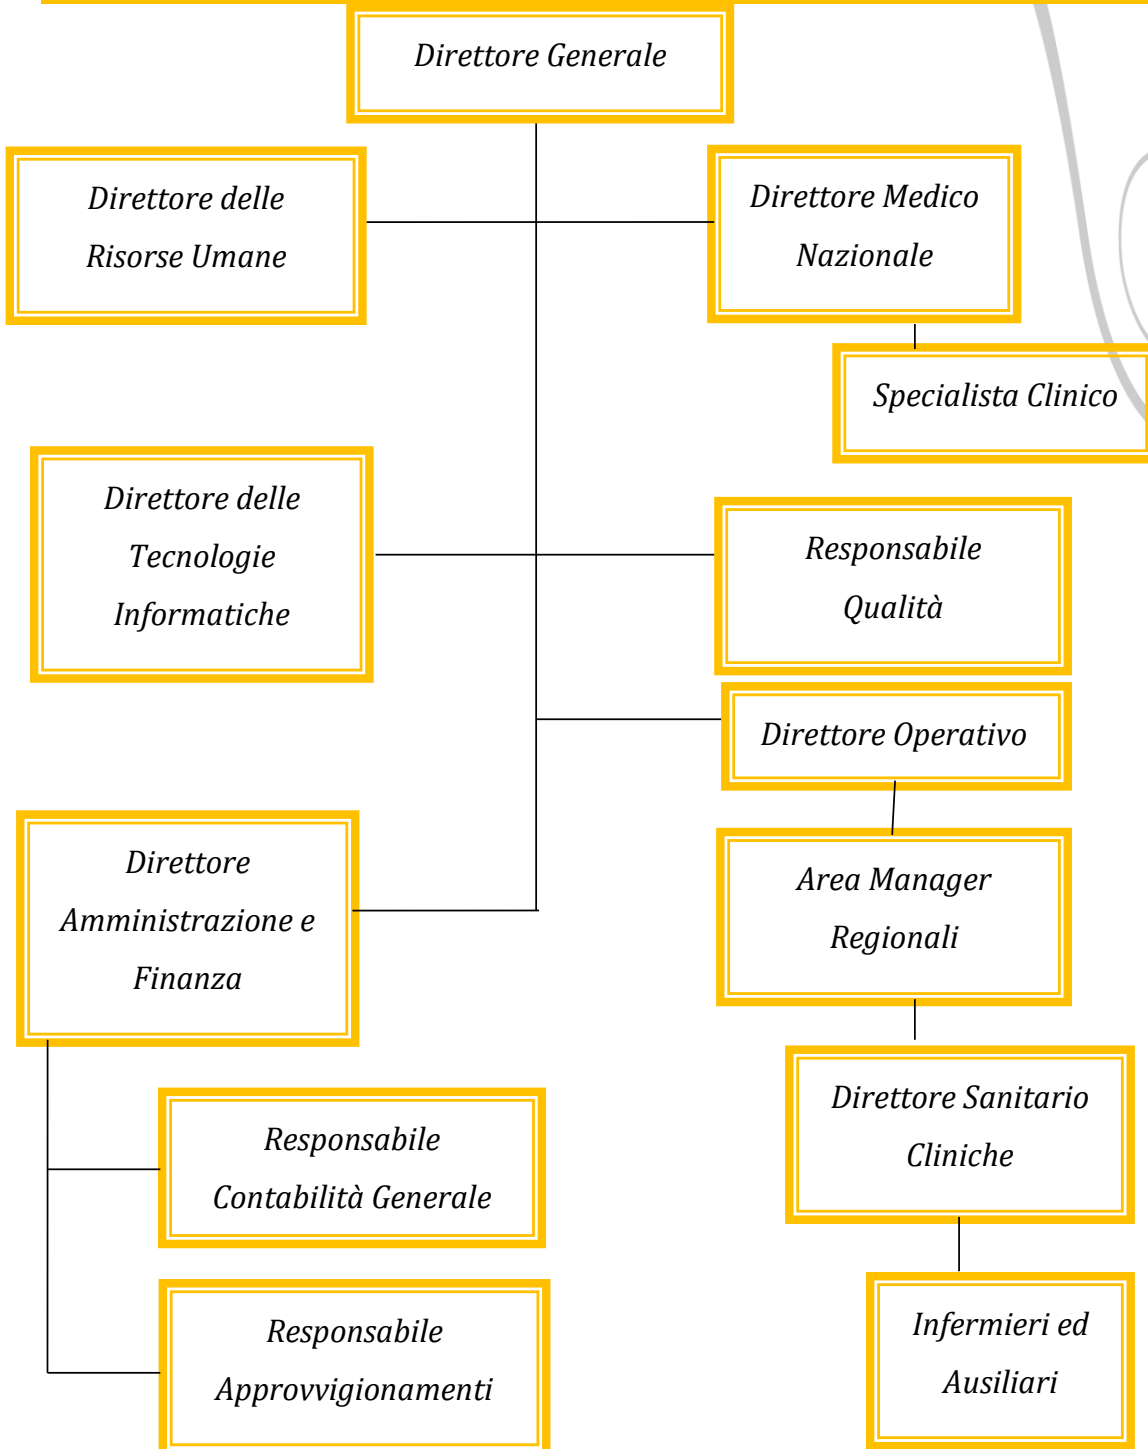 Direttore Generale
Direttore delle
Risorse Umane
Direttore Medico
Nazionale
Specialista Clinico
Direttore delle
Tecnologie
Informatiche
Responsabile
Qualità
Direttore Operativo
Direttore
Amministrazione e
Finanza
Area Manager
Regionali
Direttore Sanitario
Cliniche
Responsabile
Contabilità Generale
Infermieri ed
Ausiliari
Responsabile
Approvvigionamenti